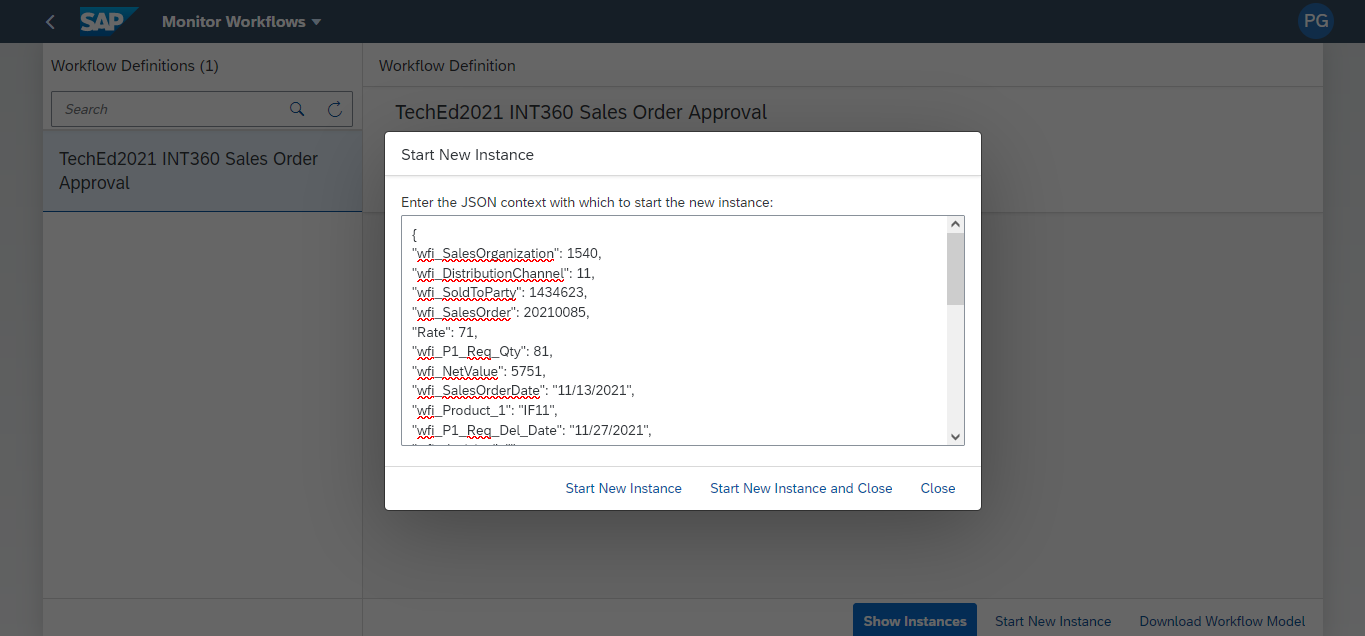 SAP Monitor Workflows
PG
Workflow Definitions (1)
Search
TechEd2021 INT360 Sales Order
Approval
Workflow Definition
TechEd2021 INT360 Sales Order Approval
Start New Instance
Enter the JSON context with which to start the new instance:
{
"wfi_SalesOrganization": 1540,
"wfi_DistributionChannel": 11,
"wfi_SoldToParty": 1434623,
"wfi_SalesOrder": 20210085,
"Rate": 71,
"wfi_P1_Req_Qty": 81,
"wfi_NetValue": 5751,
"wfi_SalesOrderDate": "11/13/2021",
"wfi_Product_1": "IF11",
"wfi_P1_Req_Del_Date": "11/27/2021",
Start New Instance Start New Instance and Close Close
Show Instances Start New Instance Download Workflow Model